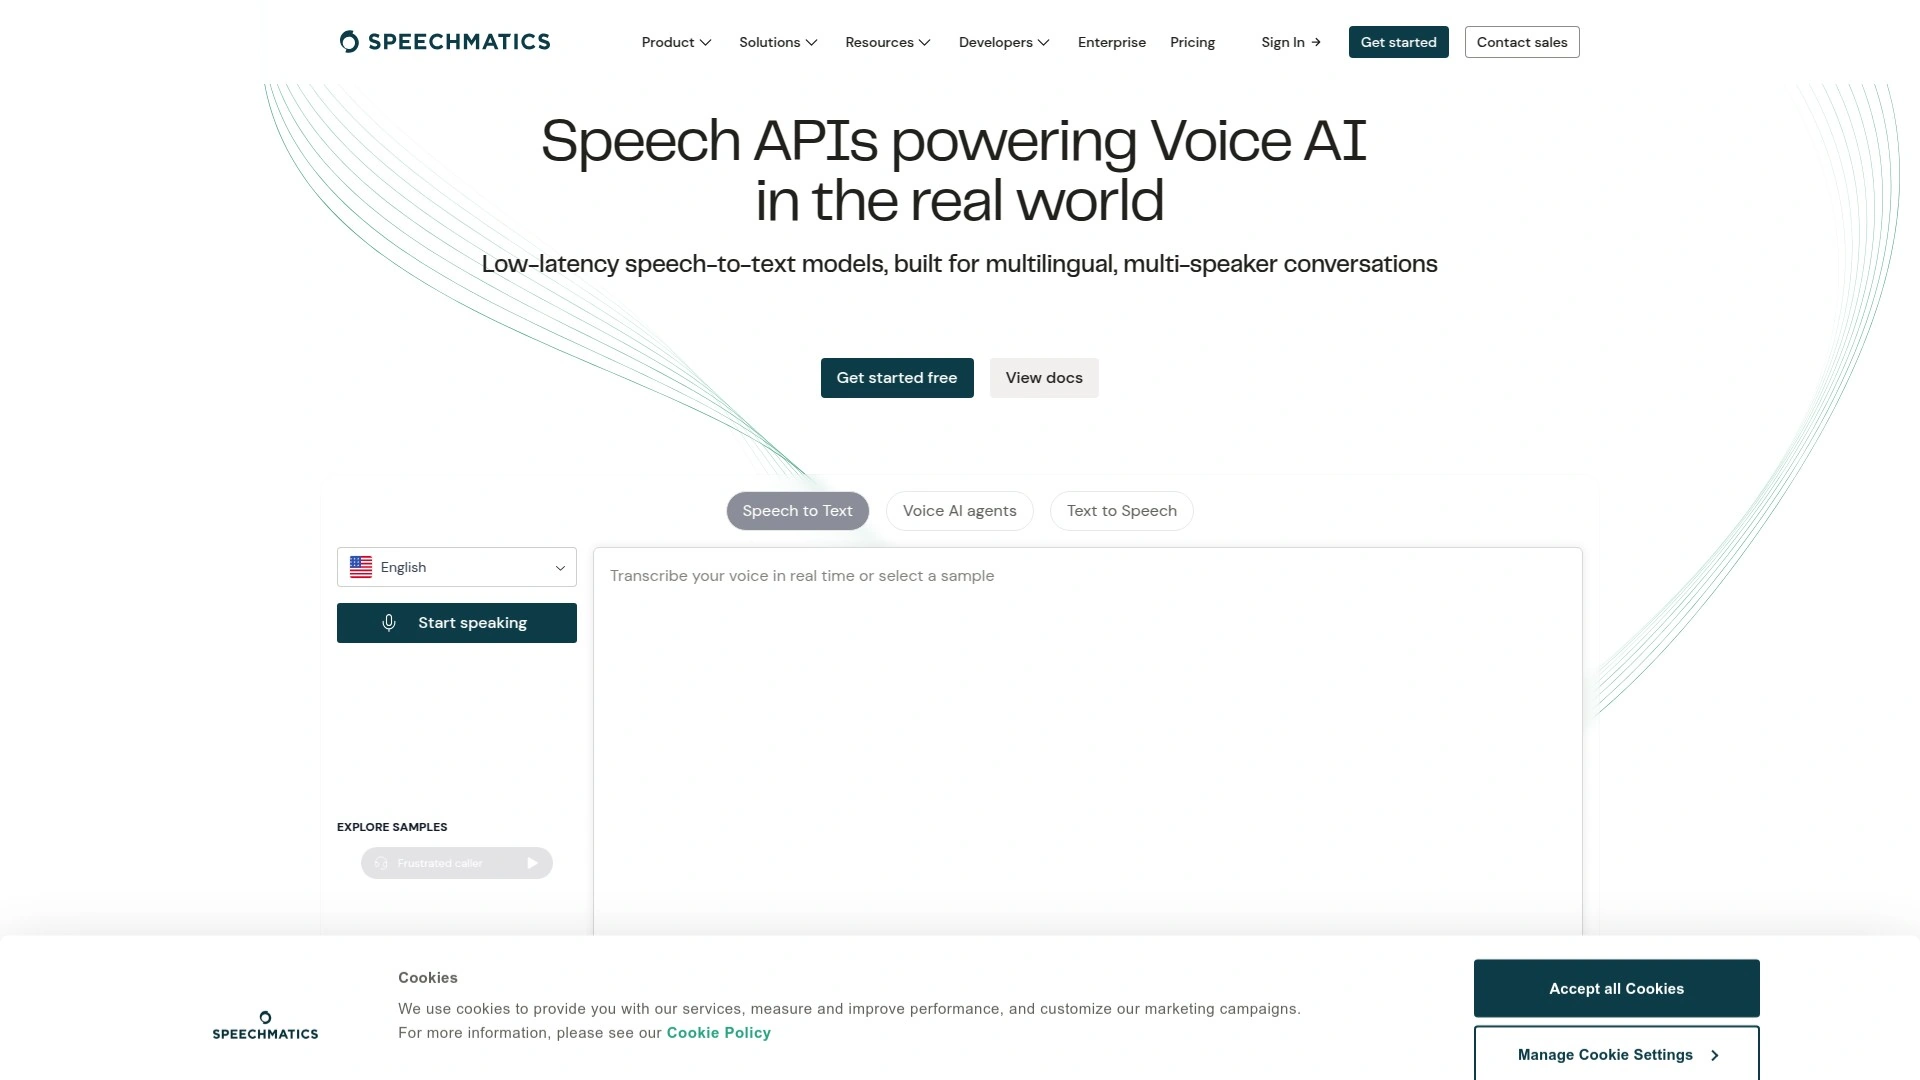 SPEECHMATICS
Product
Solutions
Resources
Developers
Enterprise
Pricing
Sign In
Get started
Contact sales
Speech APIs powering Voice AI
in the real world
Low-latency speech-to-text models, built for multilingual, multi-speaker conversations
Get started free
View docs
Speech to Text
Voice AI agents
Text to Speech
English
Start speaking
Transcribe your voice in real time or select a sample
EXPLORE SAMPLES
Frustrated caller
SPEECHMATICS
Cookies
We use cookies to provide you with our services, measure and improve performance, and customize our marketing campaigns.
For more information, please see our Cookie Policy
Accept all Cookies
Manage Cookie Settings